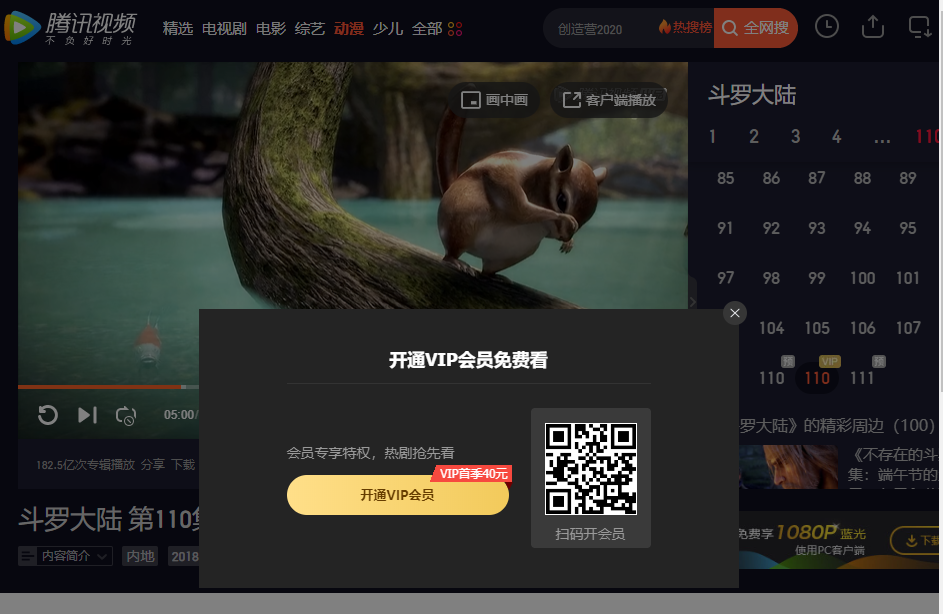 腾讯视频
不负好时光
精选 电视剧 电影 综艺 动漫 少儿 全部
创造营2020
热搜榜
全网搜
画中画
客户端播放
斗罗大陆
1 2 3 4 ... 110
85 86 87 88 89
91 92 93 94 95
97 98 99 100 101
104 105 106 107
预 VIP 预
110 110 111
05:00/
182.5亿次专辑播放 分享 下载
斗罗大陆 第110集
内容简介
内地
2018
罗大陆》的精彩周边（100）
《不存在的斗
集：端午节的
免费享1080P蓝光
使用PC客户端
下载
开通VIP会员免费看
会员专享特权，热剧抢先看
VIP首季40元
开通VIP会员
扫码开会员